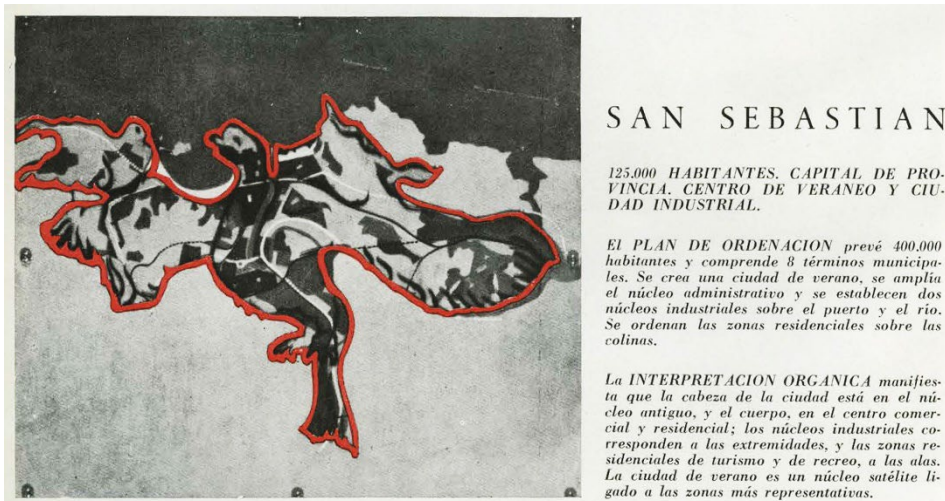 SAN SEBASTIAN
125.000 HABITANTES. CAPITAL DE PRO-
VINCIA. CENTRO DE VERANEO Y CIU-
DAD INDUSTRIAL.
El PLAN DE ORDENACION prevé 400.000
habitantes y comprende 8 términos municipa-
les. Se crea una ciudad de verano, se amplía
el núcleo administrativo y se establecen dos
núcleos industriales sobre el puerto y el río.
Se ordenan las zonas residenciales sobre las
colinas.
La INTERPRETACION ORGANICA manifies-
ta que la cabeza de la ciudad está en el nú-
cleo antiguo, y el cuerpo, en el centro comer-
cial y residencial; los núcleos industriales co-
rresponden a las extremidades, y las zonas re-
sidenciales de turismo y de recreo, a las alas.
La ciudad de verano es un núcleo satélite li-
gado a las zonas más representativas.